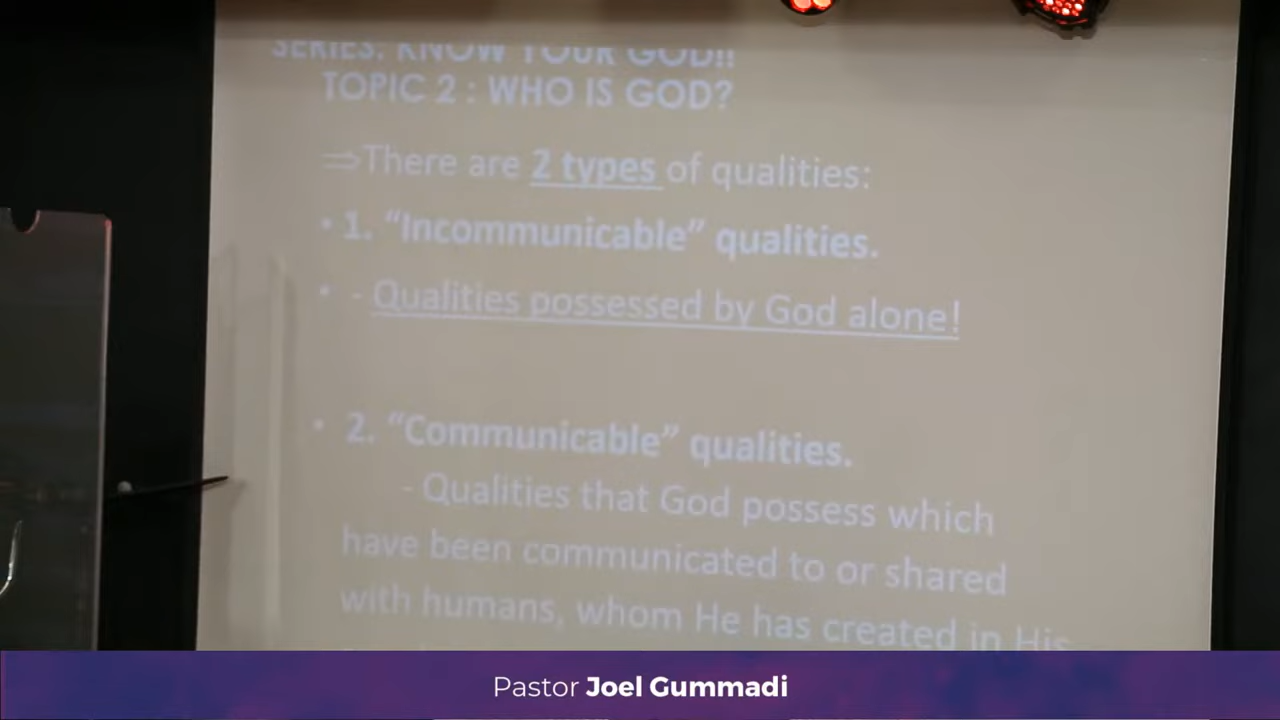 SERIES: KNOW YOUR GOD!!
TOPIC 2 : WHO IS GOD?
⇒There are 2 types of qualities:
• 1. “Incommunicable” qualities.
• - Qualities possessed by God alone!
• 2. “Communicable” qualities.
- Qualities that God possess which
have been communicated to or shared
with humans, whom He has created in His
Pastor Joel Gummadi